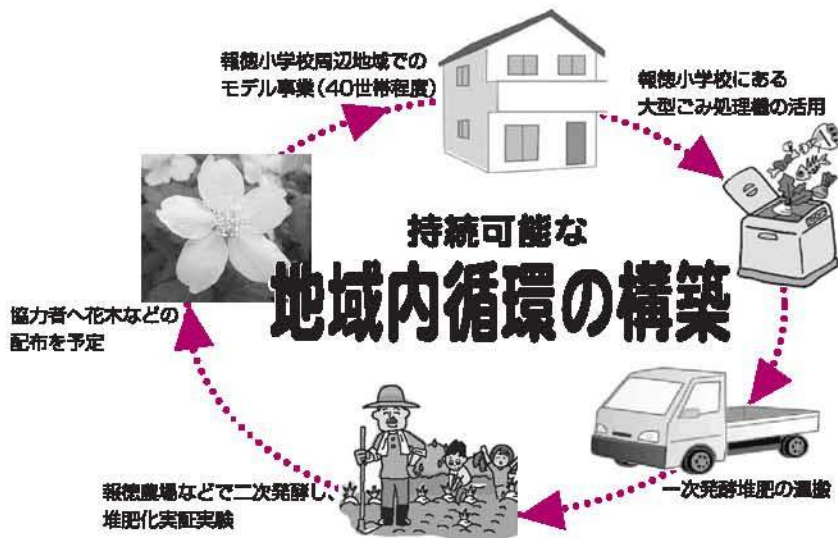 報徳小学校周辺地域での
モデル事業(40世帯程度)
報徳小学校にある
大型ごみ処理機の活用
持続可能な
地域内循環の構築
協力者へ花木などの
配布を予定
報徳農場などで二次発酵し、
堆肥化実証実験
一次発酵堆肥の運搬